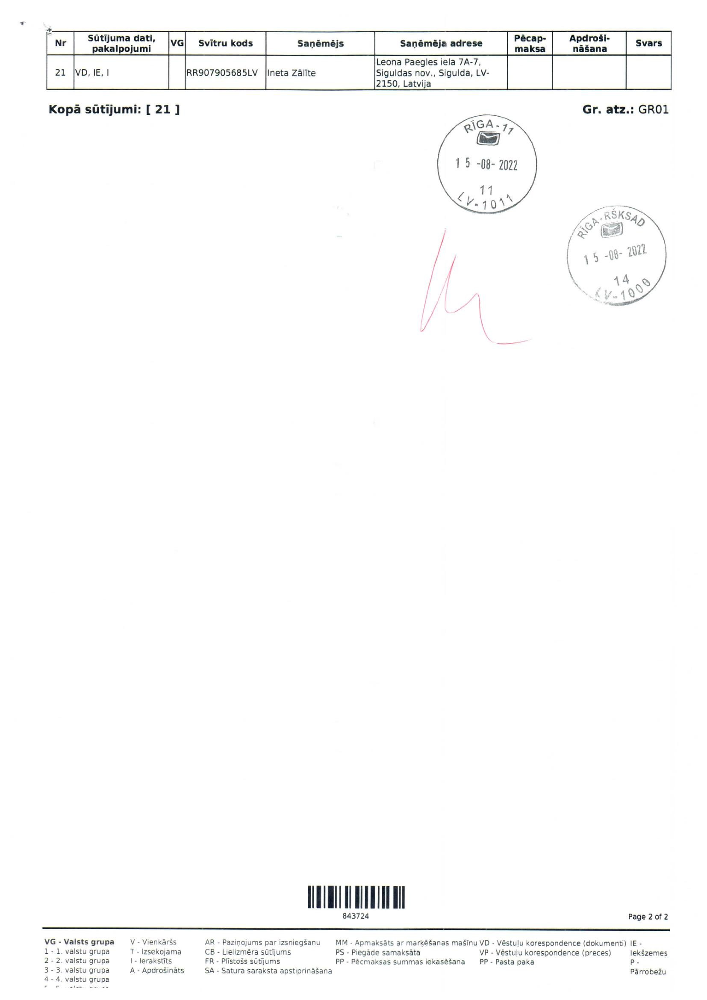 Nr Sūtījuma dati, pakalpojumi VG Svītru kods Saņēmējs Saņēmēja adrese Pēcap-maksa Apdroši-nāšana Svars
21 VD, IE, I RR907905685LV Ineta Zālīte Leona Paegles iela 7A-7,
Siguldas nov., Sigulda, LV-
2150, Latvija
Kopā sūtījumi: [ 21 ] Gr. atz.: GR01
RĪGA-11
15 -08- 2022
11
LV-1011
RĪGA-RŠKSAD
15 -08- 2022
14
LV-1000
843724
Page 2 of 2
VG - Valsts grupa
1 - 1. valstu grupa
2 - 2. valstu grupa
3 - 3. valstu grupa
4 - 4. valstu grupa
V - Vienkāršs
T - Izsekojama
I - Ierakstīts
A - Apdrošināts
AR - Paziņojums par izsniegšanu
CB - Lielizmēra sūtījums
FR - Plīstošs sūtījums
SA - Satura saraksta apstiprināšana
MM - Apmaksāts ar marķēšanas mašīnu
PS - Piegāde samaksāta
PP - Pēcmaksas summas iekasēšana
VD - Vēstuļu korespondence (dokumenti)
VP - Vēstuļu korespondence (preces)
PP - Pasta paka
IE -
Iekšzemes
P -
Pārrobežu